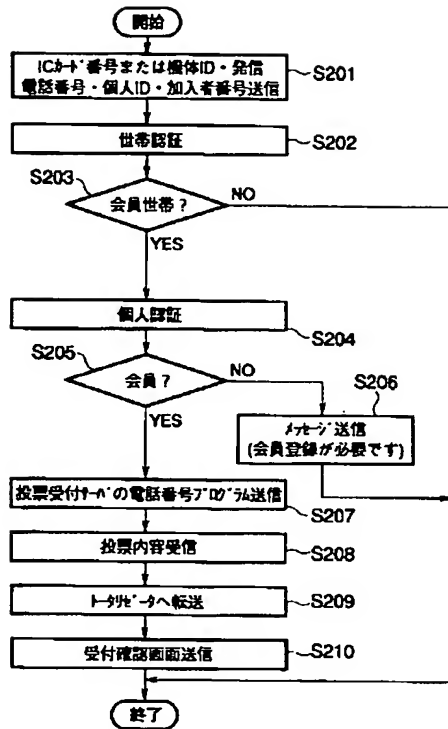 開始
ICｶｰﾄﾞ番号または機体ID・発信
電話番号・個人ID・加入者番号送信
S201
世帯認証
S202
S203
会員世帯？
NO
YES
個人認証
S204
S205
会員？
NO
YES
S206
ﾒｯｾｰｼﾞ送信
(会員登録が必要です)
投票受付ｻｰﾊﾞの電話番号ﾌﾟﾛｸﾞﾗﾑ送信
S207
投票内容受信
S208
ﾄｰﾀﾘｾﾞｰﾀへ転送
S209
受付確認画面送信
S210
終了